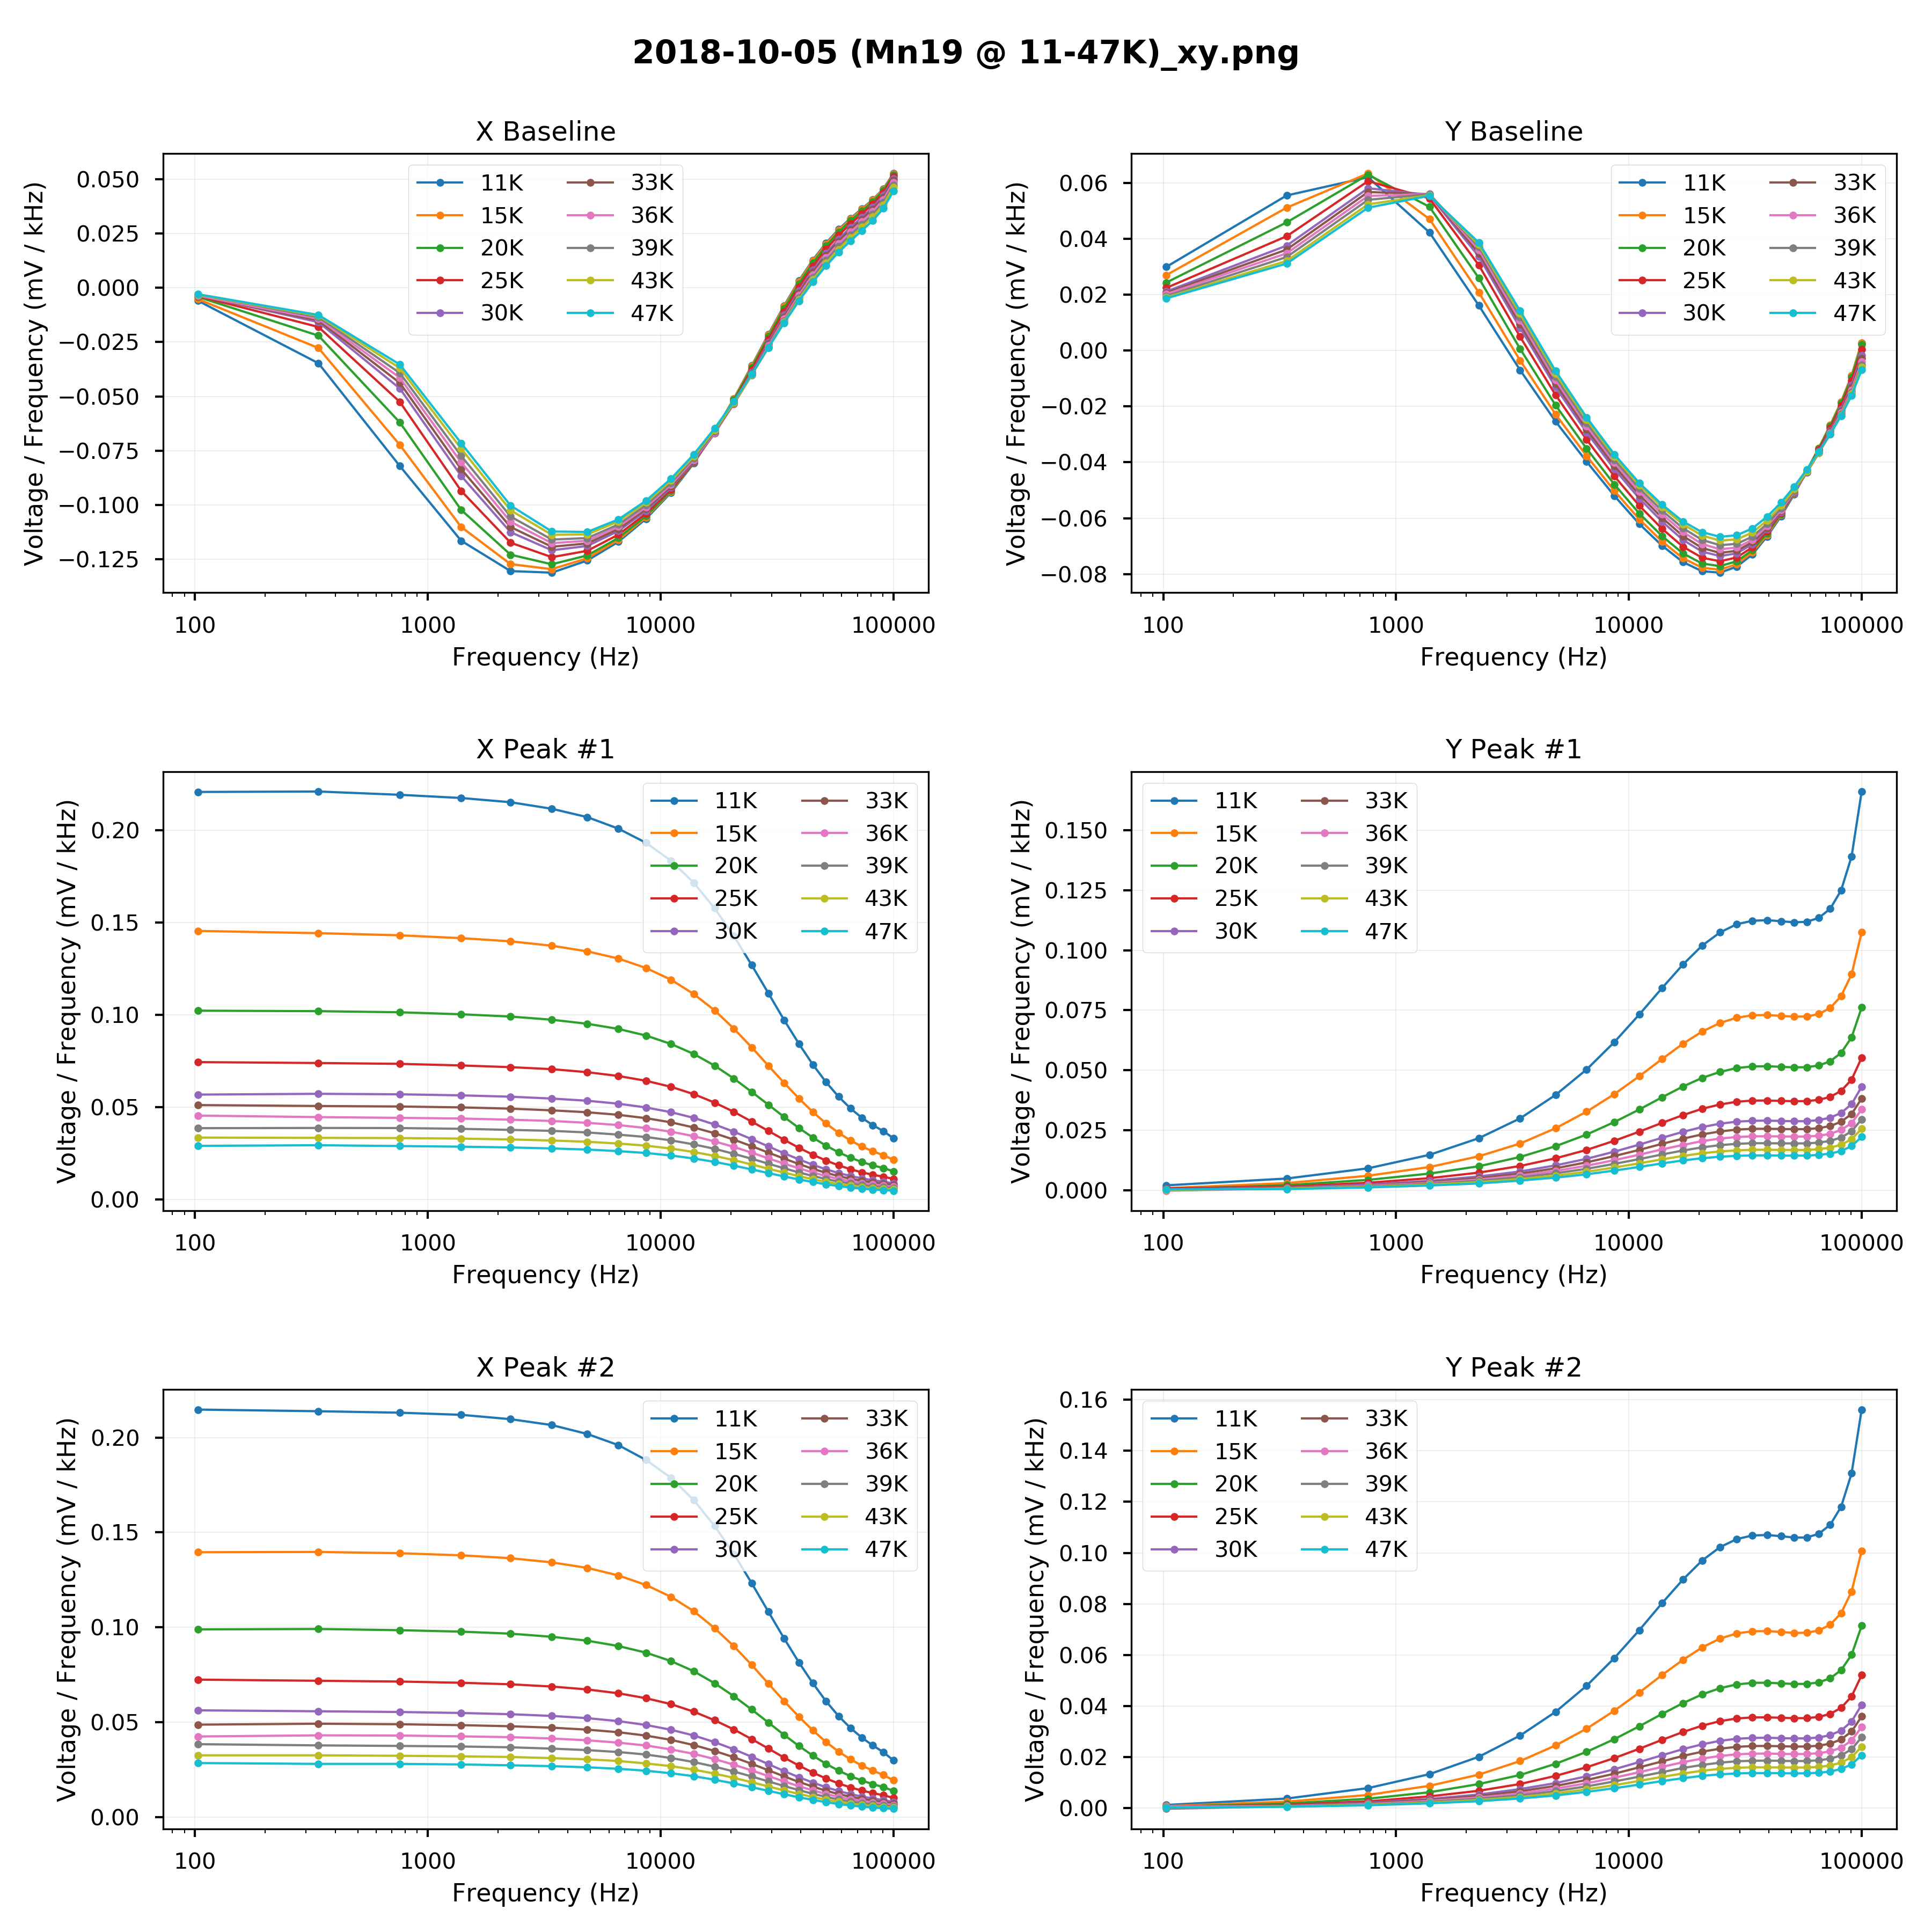 2018-10-05 (Mn19 @ 11-47K)_xy.png
X Baseline
Voltage / Frequency (mV / kHz)
0.050
0.025
0.000
−0.025
−0.050
−0.075
−0.100
−0.125
11K 33K
15K 36K
20K 39K
25K 43K
30K 47K
100 1000 10000 100000
Frequency (Hz)
Y Baseline
Voltage / Frequency (mV / kHz)
0.06
0.04
0.02
0.00
−0.02
−0.04
−0.06
−0.08
11K 33K
15K 36K
20K 39K
25K 43K
30K 47K
100 1000 10000 100000
Frequency (Hz)
X Peak #1
Voltage / Frequency (mV / kHz)
0.20
0.15
0.10
0.05
0.00
11K 33K
15K 36K
20K 39K
25K 43K
30K 47K
100 1000 10000 100000
Frequency (Hz)
Y Peak #1
Voltage / Frequency (mV / kHz)
0.150
0.125
0.100
0.075
0.050
0.025
0.000
11K 33K
15K 36K
20K 39K
25K 43K
30K 47K
100 1000 10000 100000
Frequency (Hz)
X Peak #2
Voltage / Frequency (mV / kHz)
0.20
0.15
0.10
0.05
0.00
11K 33K
15K 36K
20K 39K
25K 43K
30K 47K
100 1000 10000 100000
Frequency (Hz)
Y Peak #2
Voltage / Frequency (mV / kHz)
0.16
0.14
0.12
0.10
0.08
0.06
0.04
0.02
0.00
11K 33K
15K 36K
20K 39K
25K 43K
30K 47K
100 1000 10000 100000
Frequency (Hz)